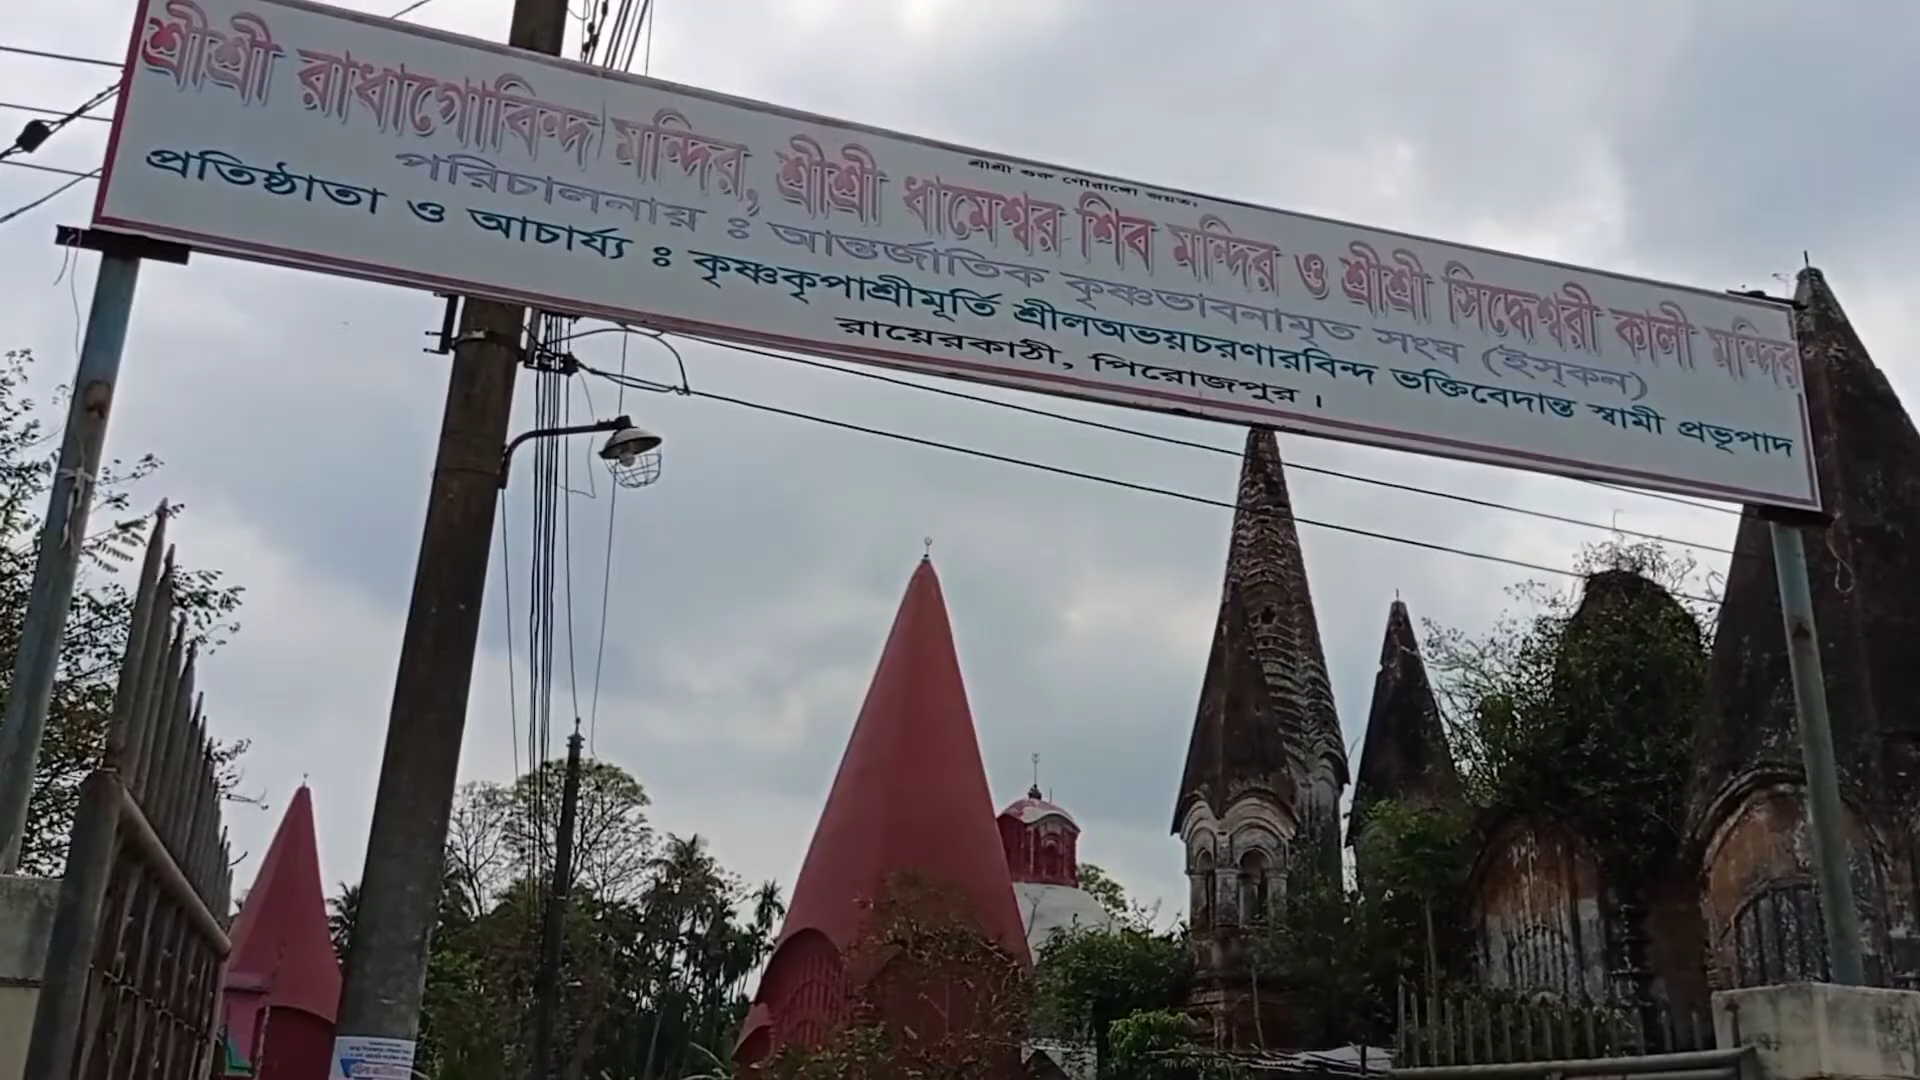 শ্রীশ্রী গুরু গৌরাঙ্গৌ জয়তঃ
শ্রীশ্রী রাধাগোবিন্দ মন্দির, শ্রীশ্রী ধামেশ্বর শিব মন্দির ও শ্রীশ্রী সিদ্ধেশ্বরী কালী মন্দির
পরিচালনায় ঃ আন্তর্জাতিক কৃষ্ণভাবনামৃত সংঘ (ইস্‌কন)
প্রতিষ্ঠাতা ও আচার্য্য ঃ কৃষ্ণকৃপাশ্রীমূর্তি শ্রীলঅভয়চরণারবিন্দ ভক্তিবেদান্ত স্বামী প্রভূপাদ
রায়েরকাঠী, পিরোজপুর ।